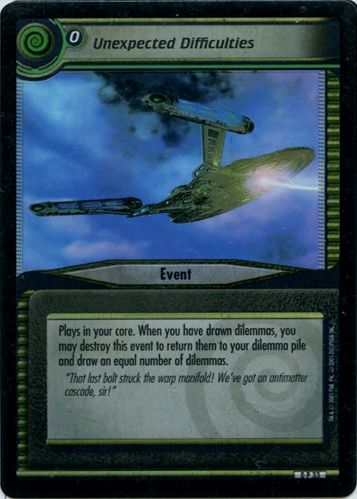 0 Unexpected Difficulties
Event
Plays in your core. When you have drawn dilemmas, you
may destroy this event to return them to your dilemma pile
and draw an equal number of dilemmas.
"That last bolt struck the warp manifold! We've got an antimatter
cascade, sir!"
0 P 33